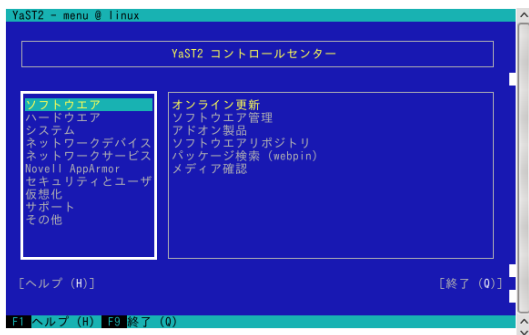 YaST2 - menu @ linux
YaST2 コントロールセンター
ソフトウエア
ハードウエア
システム
ネットワークデバイス
ネットワークサービス
Novell AppArmor
セキュリティとユーザ
仮想化
サポート
その他
オンライン更新
ソフトウエア管理
アドオン製品
ソフトウエアリポジトリ
パッケージ検索 (webpin)
メディア確認
[ヘルプ (H)]
[終了 (Q)]
F1 ヘルプ (H) F9 終了 (Q)